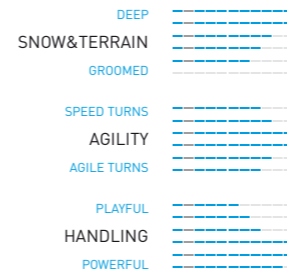 DEEP
SNOW&TERRAIN
GROOMED
SPEED TURNS
AGILITY
AGILE TURNS
PLAYFUL
HANDLING
POWERFUL